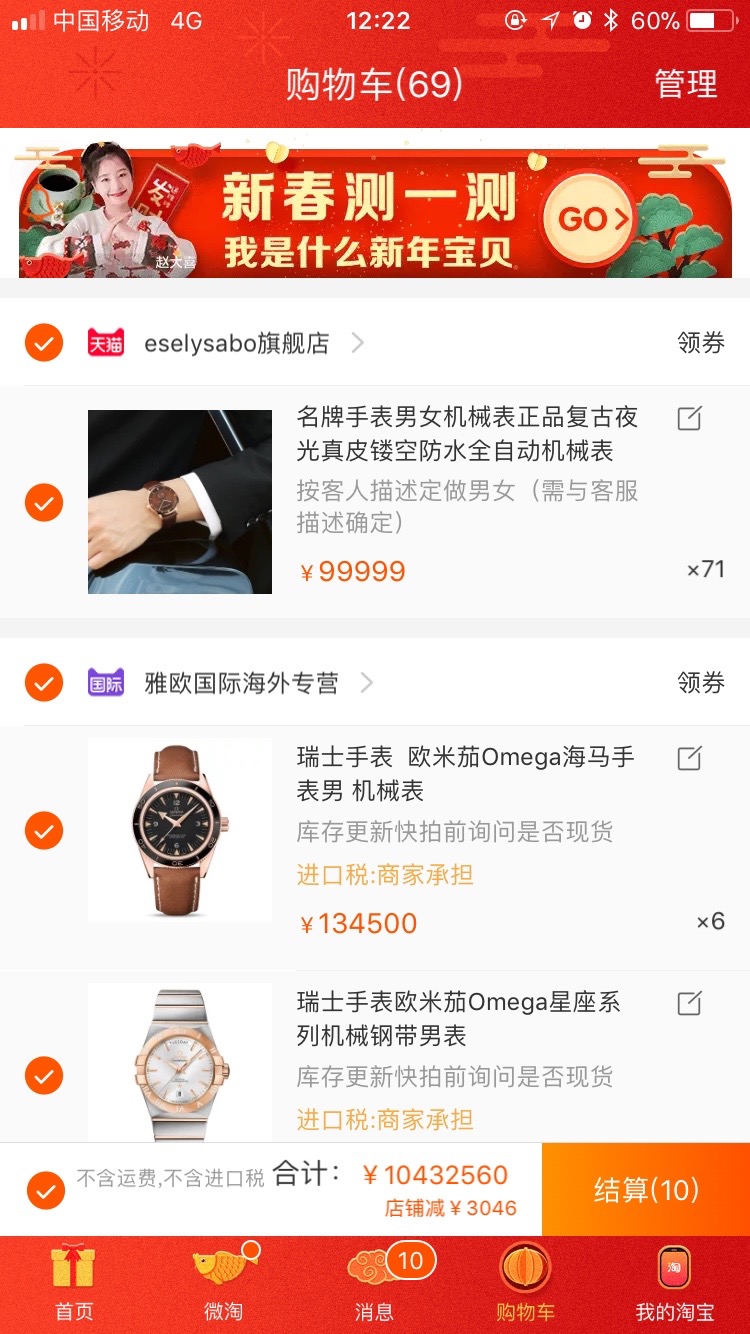 中国移动 4G 12:22 60%
购物车(69) 管理
新春测一测
我是什么新年宝贝
GO>
赵大喜
天猫 eselysabo旗舰店 > 领券
名牌手表男女机械表正品复古夜
光真皮镂空防水全自动机械表
按客人描述定做男女（需与客服
描述确定）
￥99999 ×71
国际 雅欧国际海外专营 > 领券
瑞士手表 欧米茄Omega海马手
表男 机械表
库存更新快拍前询问是否现货
进口税:商家承担
￥134500 ×6
瑞士手表欧米茄Omega星座系
列机械钢带男表
库存更新快拍前询问是否现货
进口税:商家承担
不含运费,不含进口税 合计： ￥10432560
店铺减￥3046
结算(10)
10
淘
首页 微淘 消息 购物车 我的淘宝